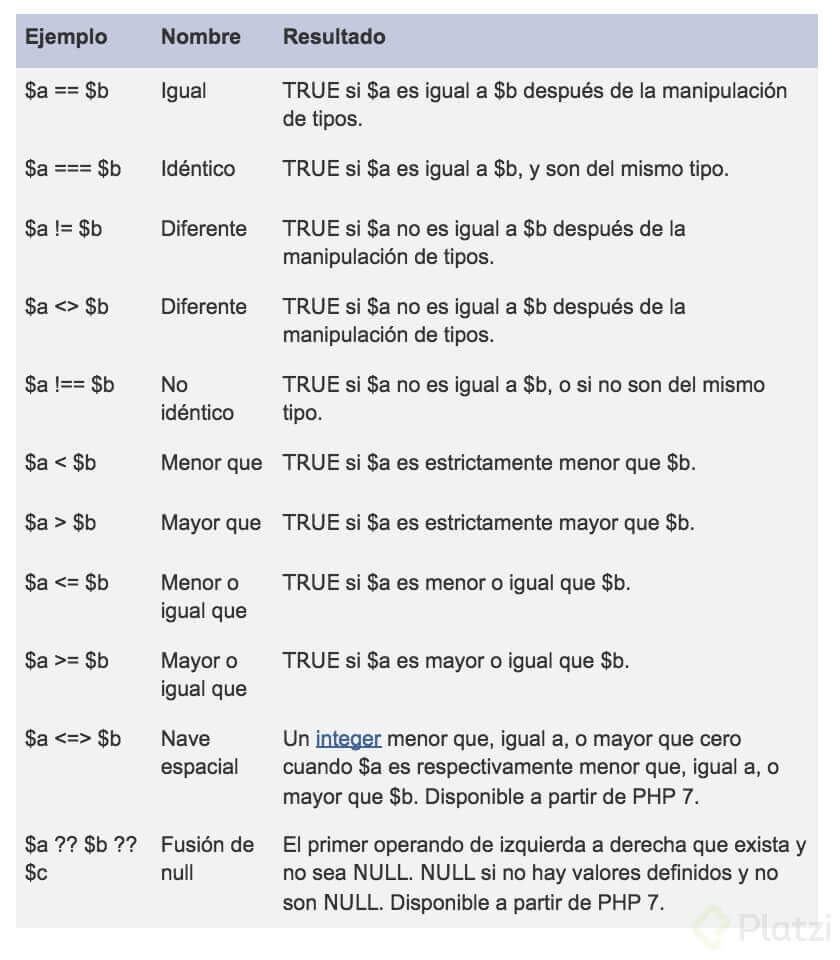 Ejemplo Nombre Resultado
$a == $b Igual TRUE si $a es igual a $b después de la manipulación
de tipos.
$a === $b Idéntico TRUE si $a es igual a $b, y son del mismo tipo.
$a != $b Diferente TRUE si $a no es igual a $b después de la
manipulación de tipos.
$a <> $b Diferente TRUE si $a no es igual a $b después de la
manipulación de tipos.
$a !== $b No TRUE si $a no es igual a $b, o si no son del mismo
idéntico tipo.
$a < $b Menor que TRUE si $a es estrictamente menor que $b.
$a > $b Mayor que TRUE si $a es estrictamente mayor que $b.
$a <= $b Menor o TRUE si $a es menor o igual que $b.
igual que
$a >= $b Mayor o TRUE si $a es mayor o igual que $b.
igual que
$a <=> $b Nave Un integer menor que, igual a, o mayor que cero
espacial cuando $a es respectivamente menor que, igual a, o
mayor que $b. Disponible a partir de PHP 7.
$a ?? $b ?? Fusión de El primer operando de izquierda a derecha que exista y
$c null no sea NULL. NULL si no hay valores definidos y no
son NULL. Disponible a partir de PHP 7.
Platzi